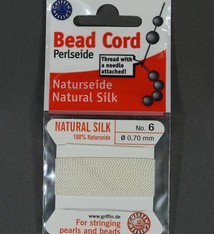 Bead Cord
Perlseide
Thread with
a needle
attached!
Naturseide
Natural Silk
NATURAL SILK
100% Naturseide
No. 6
Ø 0,70 mm
www.griffin.de
For stringing
pearls and beads